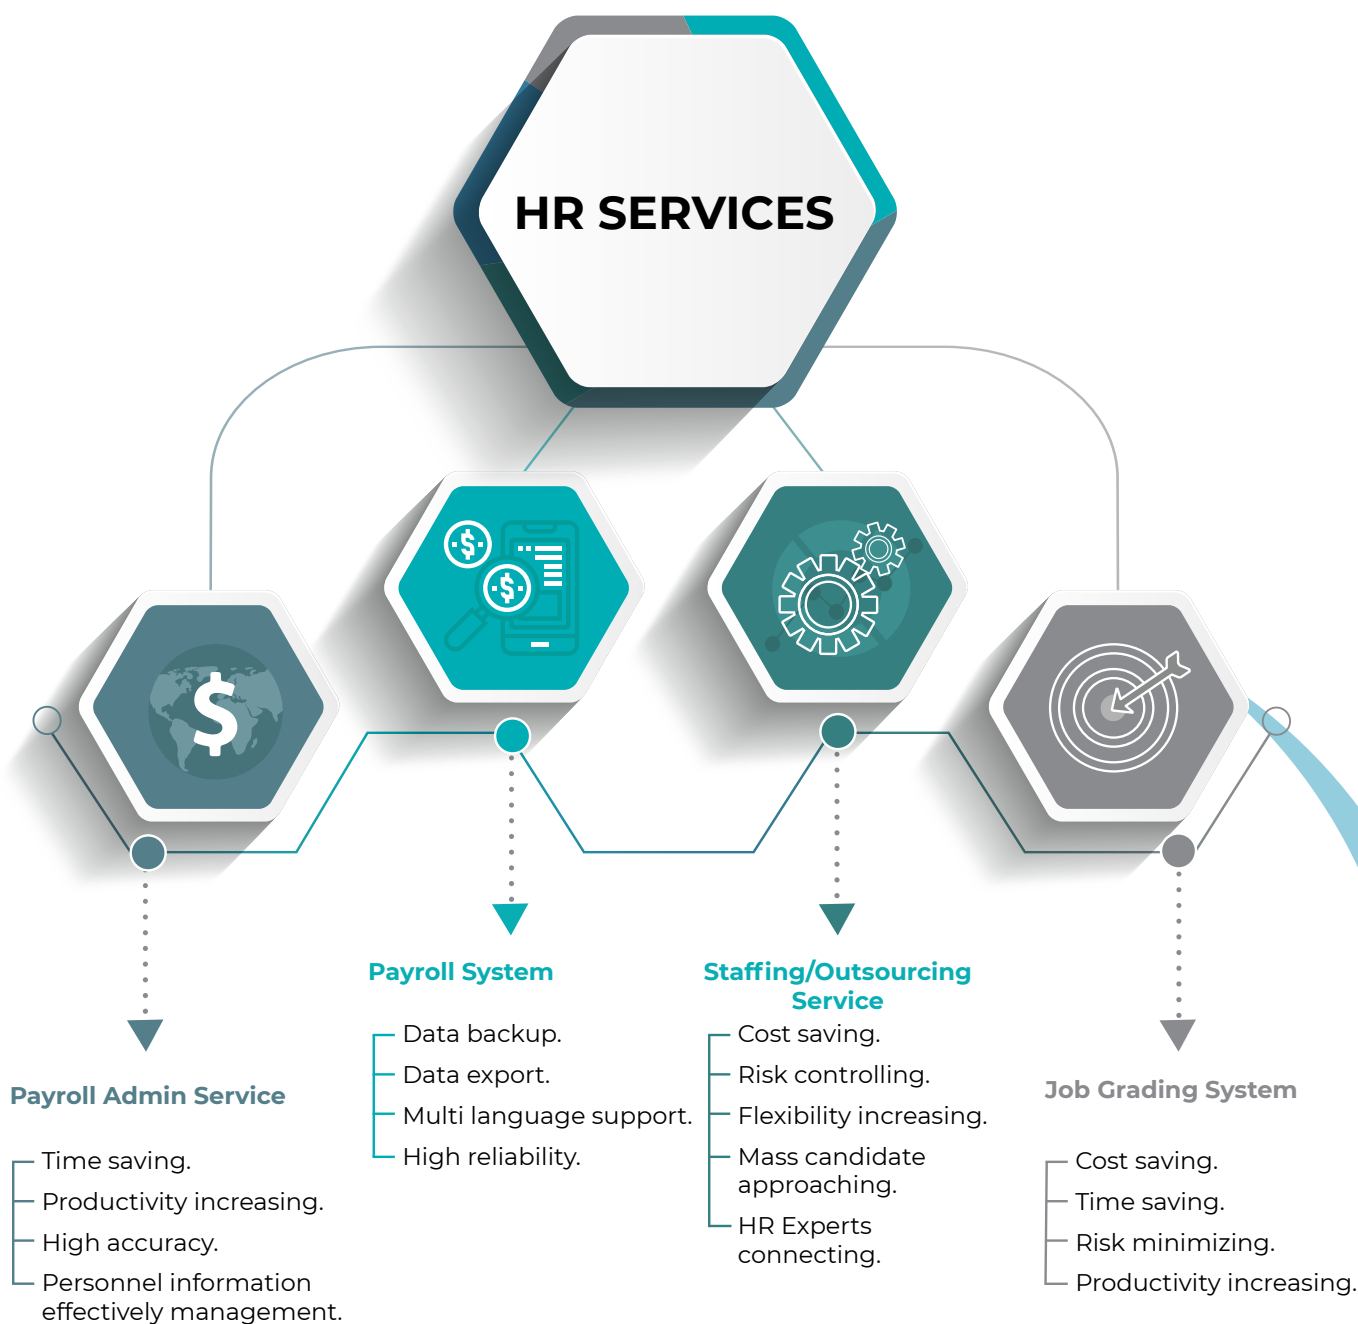 HR SERVICES
$
$
$
Payroll Admin Service
Time saving.
Productivity increasing.
High accuracy.
Personnel information
effectively management.
Payroll System
Data backup.
Data export.
Multi language support.
High reliability.
Staffing/Outsourcing
Service
Cost saving.
Risk controlling.
Flexibility increasing.
Mass candidate
approaching.
HR Experts
connecting.
Job Grading System
Cost saving.
Time saving.
Risk minimizing.
Productivity increasing.